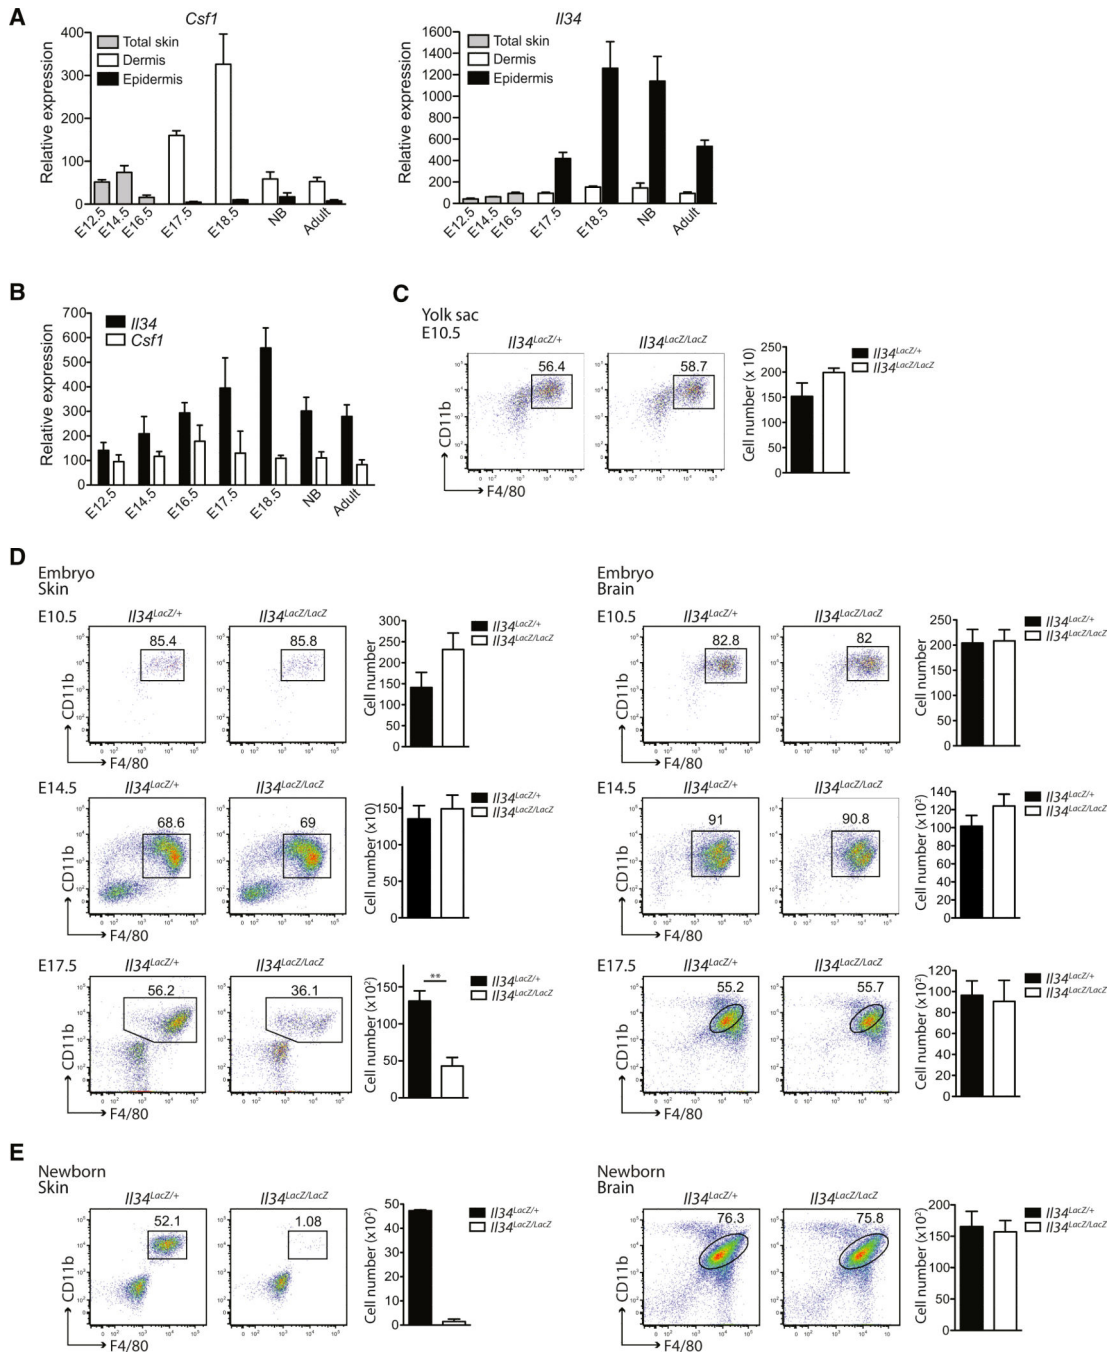 A
Csf1
Relative expression
400
300
200
100
0
Total skin
Dermis
Epidermis
E12.5
E14.5
E16.5
E17.5
E18.5
NB
Adult
Il34
Relative expression
1600
1400
1200
1000
800
600
400
200
0
Total skin
Dermis
Epidermis
E12.5
E14.5
E16.5
E17.5
E18.5
NB
Adult
B
Relative expression
700
600
500
400
300
200
100
0
Il34
Csf1
E12.5
E14.5
E16.5
E17.5
E18.5
NB
Adult
C
Yolk sac
E10.5
Il34LacZ/+
Il34LacZ/LacZ
56.4
58.7
CD11b
F4/80
Cell number (x 10)
250
200
150
100
50
0
Il34LacZ/+
Il34LacZ/LacZ
D
Embryo
Skin
E10.5
Il34LacZ/+
Il34LacZ/LacZ
85.4
85.8
CD11b
F4/80
Cell number
300
250
200
150
100
50
0
Il34LacZ/+
Il34LacZ/LacZ
E14.5
Il34LacZ/+
Il34LacZ/LacZ
68.6
69
CD11b
F4/80
Cell number (x10)
150
100
50
0
Il34LacZ/+
Il34LacZ/LacZ
E17.5
Il34LacZ/+
Il34LacZ/LacZ
56.2
36.1
CD11b
F4/80
Cell number (x10²)
150
100
50
0
**
Il34LacZ/+
Il34LacZ/LacZ
Embryo
Brain
E10.5
Il34LacZ/+
Il34LacZ/LacZ
82.8
82
CD11b
F4/80
Cell number
250
200
150
100
50
0
Il34LacZ/+
Il34LacZ/LacZ
E14.5
Il34LacZ/+
Il34LacZ/LacZ
91
90.8
CD11b
F4/80
Cell number (x10²)
140
120
100
80
60
40
20
0
Il34LacZ/+
Il34LacZ/LacZ
E17.5
Il34LacZ/+
Il34LacZ/LacZ
55.2
55.7
CD11b
F4/80
Cell number (x10²)
120
100
80
60
40
20
0
Il34LacZ/+
Il34LacZ/LacZ
E
Newborn
Skin
Il34LacZ/+
Il34LacZ/LacZ
52.1
1.08
CD11b
F4/80
Cell number (x10²)
50
40
30
20
10
0
Il34LacZ/+
Il34LacZ/LacZ
Newborn
Brain
Il34LacZ/+
Il34LacZ/LacZ
76.3
75.8
CD11b
F4/80
Cell number (x10²)
200
150
100
50
0
Il34LacZ/+
Il34LacZ/LacZ